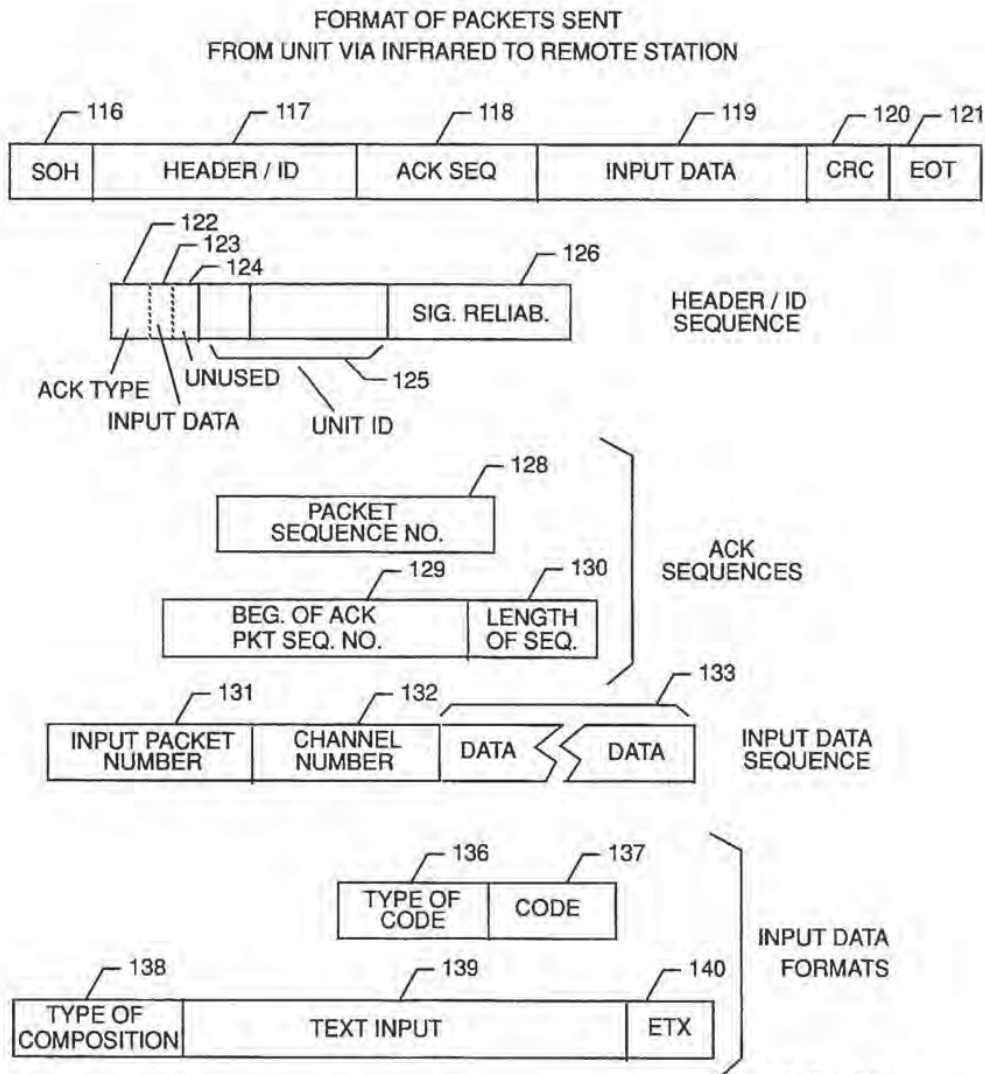 FORMAT OF PACKETS SENT
FROM UNIT VIA INFRARED TO REMOTE STATION
116 117 118 119 120 121
SOH HEADER / ID ACK SEQ INPUT DATA CRC EOT
122
123
124
126
SIG. RELIAB.
HEADER / ID
SEQUENCE
125
ACK TYPE
UNUSED
INPUT DATA
UNIT ID
128
PACKET
SEQUENCE NO.
ACK
SEQUENCES
129 130
BEG. OF ACK
PKT SEQ. NO.
LENGTH
OF SEQ.
131 132 133
INPUT PACKET
NUMBER
CHANNEL
NUMBER
DATA DATA
INPUT DATA
SEQUENCE
136 137
TYPE OF
CODE
CODE
INPUT DATA
FORMATS
138 139 140
TYPE OF
COMPOSITION
TEXT INPUT
ETX